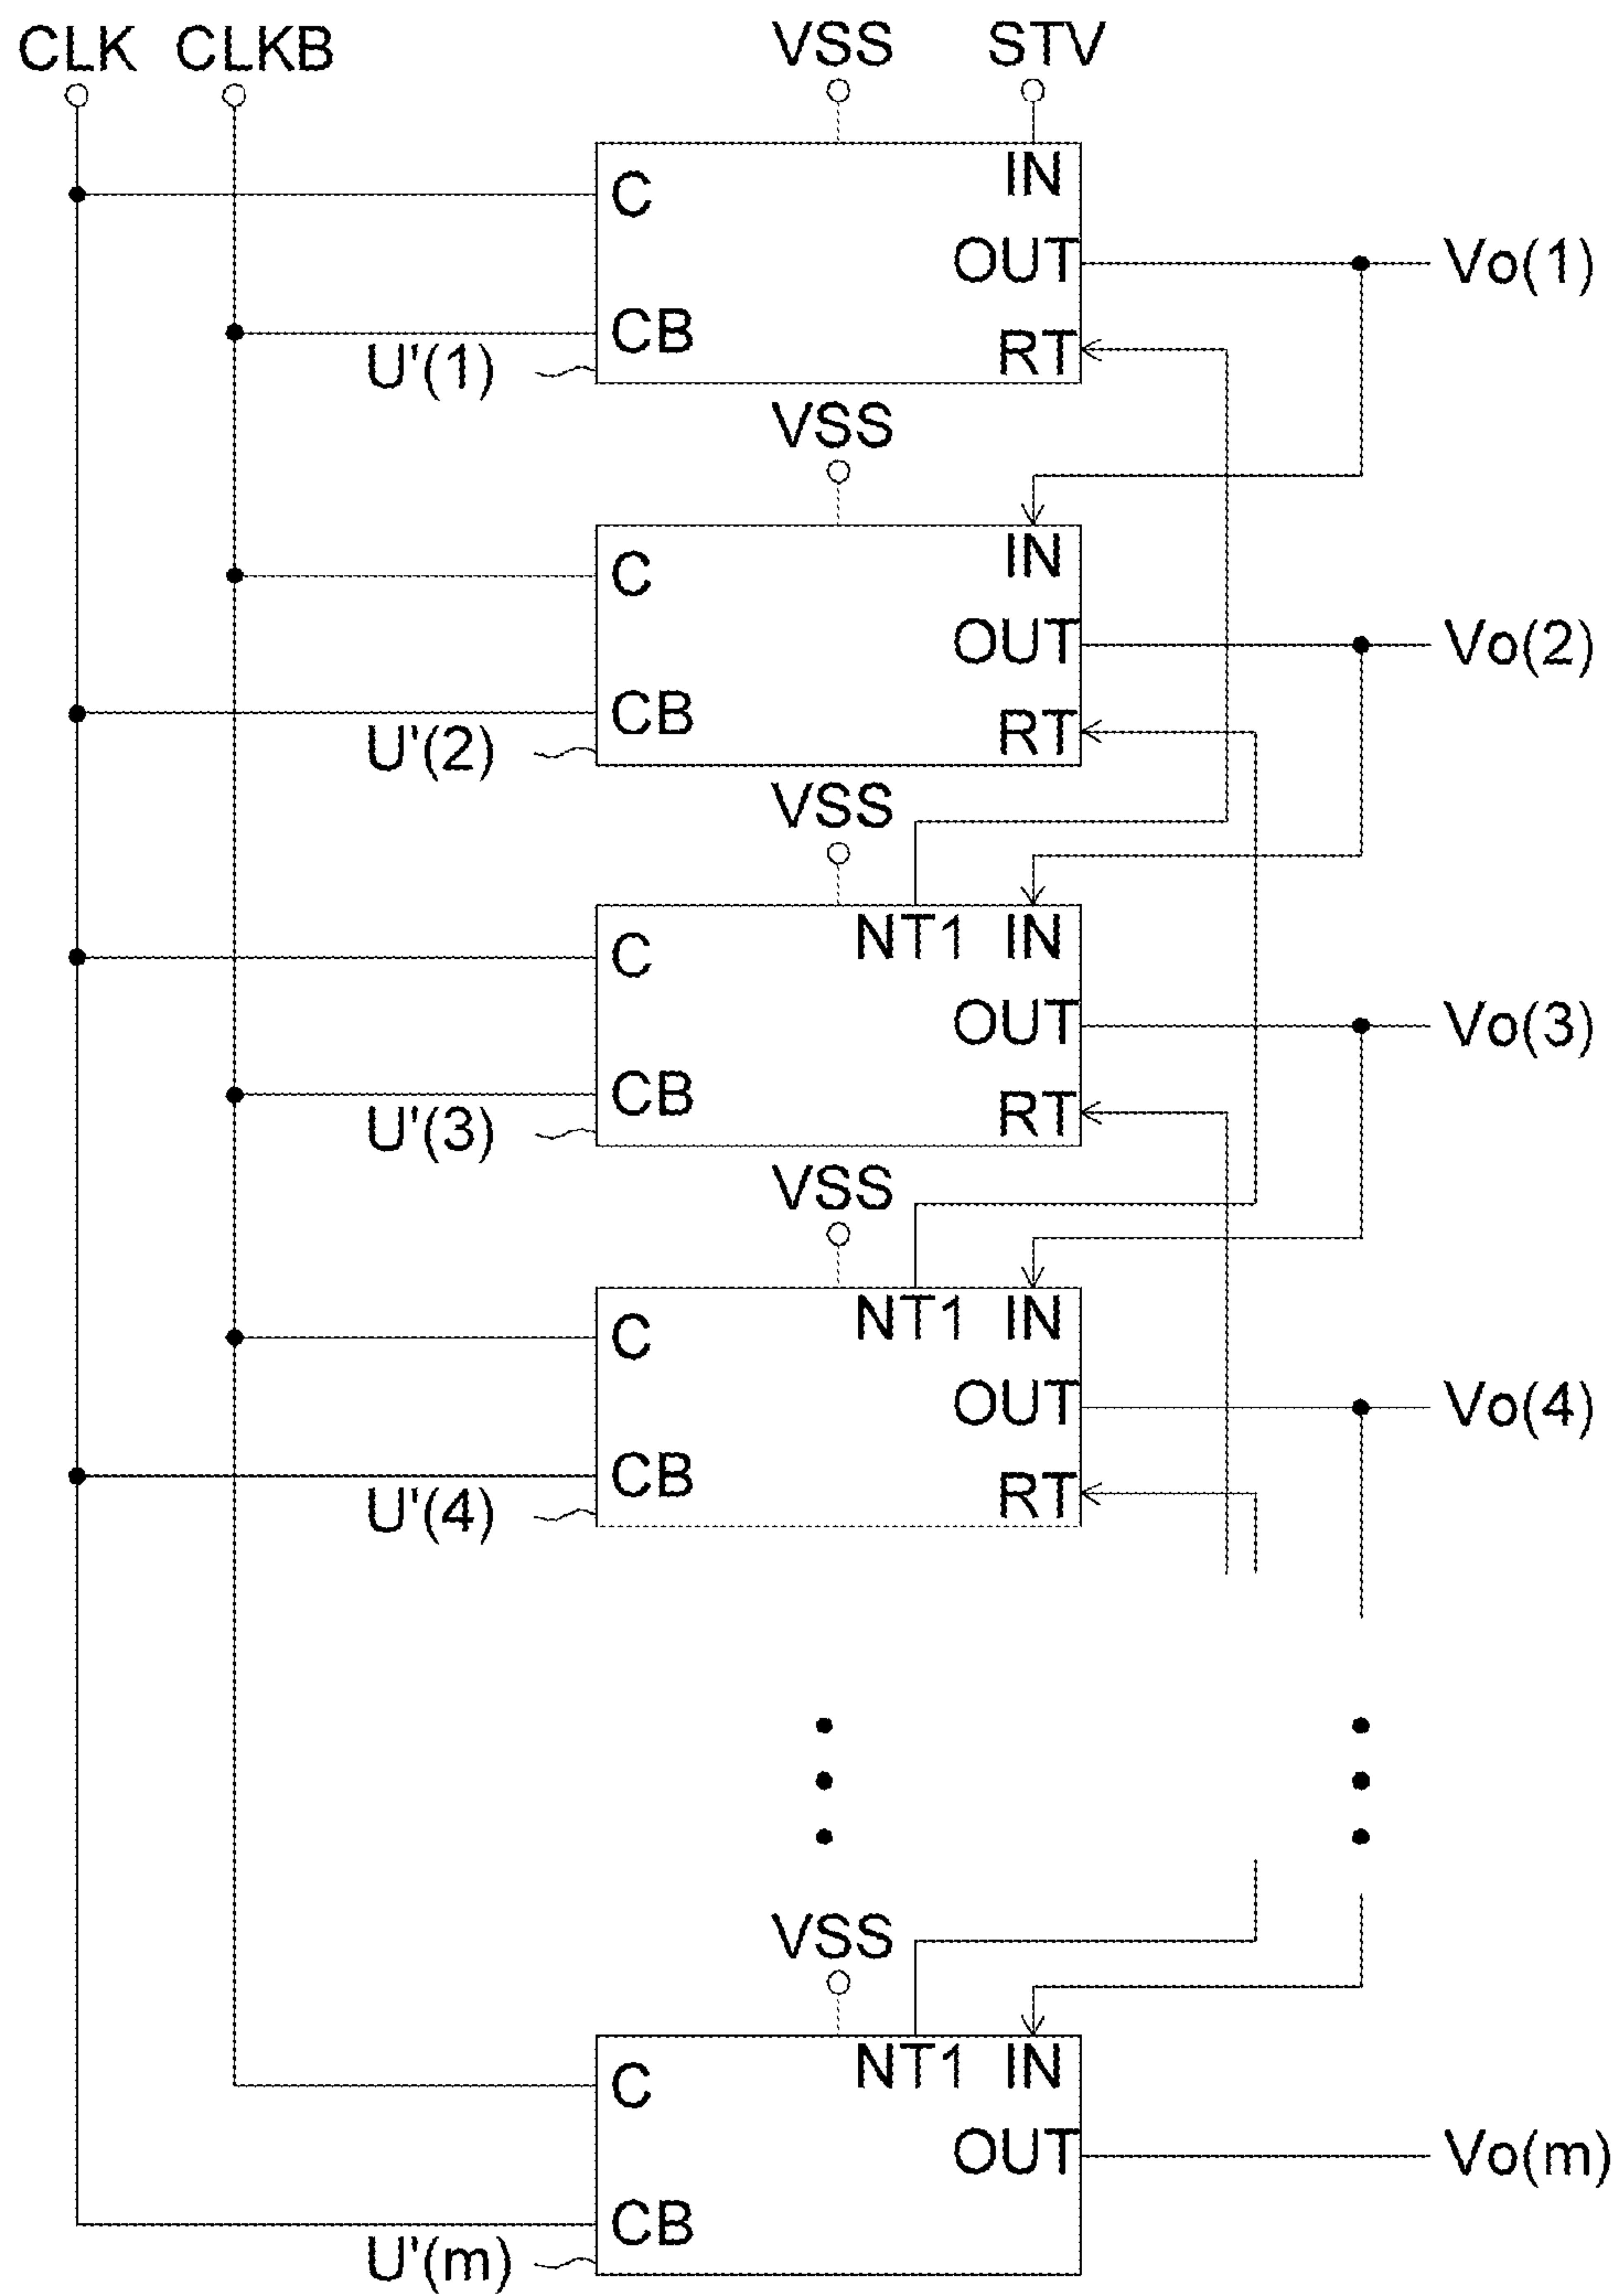 CLK CLKB VSS STV
C IN
OUT Vo(1)
CB RT
U'(1)
VSS
C IN
OUT Vo(2)
CB RT
U'(2)
VSS
C NT1 IN
OUT Vo(3)
CB RT
U'(3)
VSS
C NT1 IN
OUT Vo(4)
CB RT
U'(4)
VSS
C NT1 IN
OUT Vo(m)
CB
U'(m)